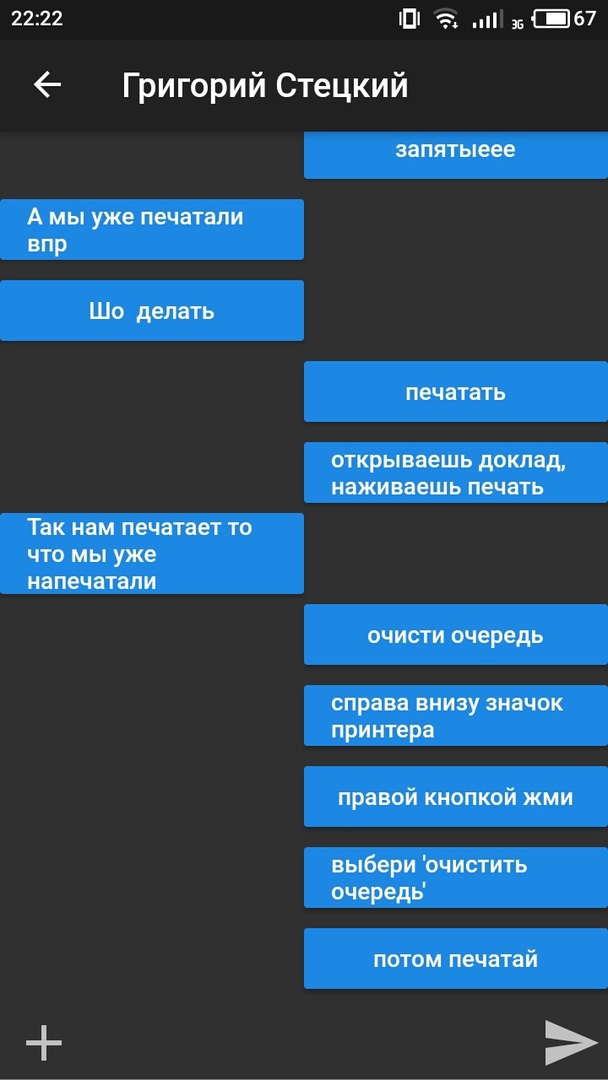 22:22
3G
67
Григорий Стецкий
запятыеее
А мы уже печатали
впр
Шо делать
печатать
открываешь доклад,
наживаешь печать
Так нам печатает то
что мы уже
напечатали
очисти очередь
справа внизу значок
принтера
правой кнопкой жми
выбери 'очистить
очередь'
потом печатай